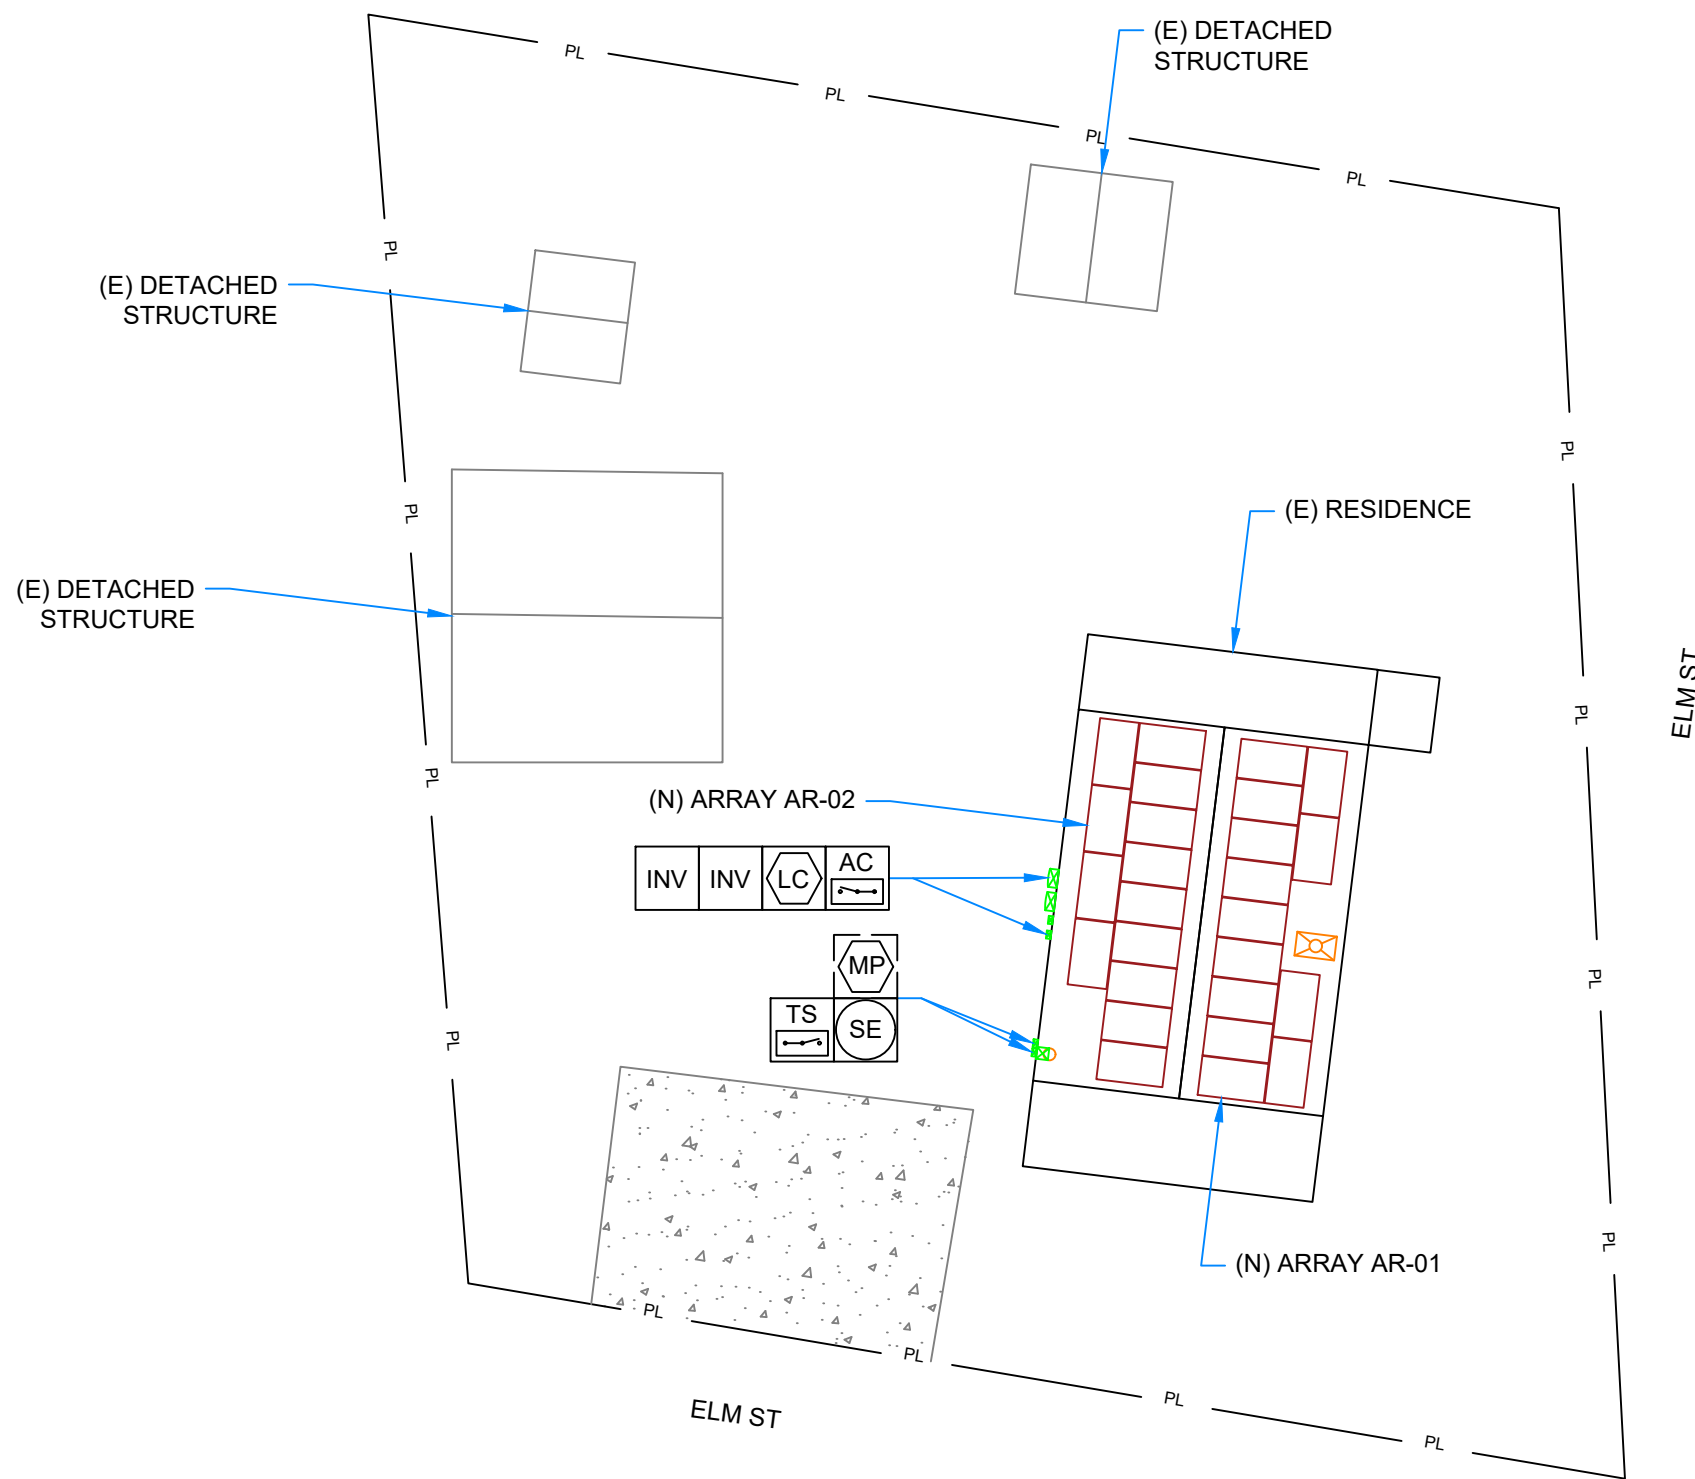 (E) DETACHED
STRUCTURE
PL
PL
PL
PL
PL
(E) DETACHED
STRUCTURE
PL
PL
(E) RESIDENCE
(E) DETACHED
STRUCTURE
ELM ST
PL
PL
(N) ARRAY AR-02
INV INV LC AC
MP
TS SE
PL
PL
PL
(N) ARRAY AR-01
PL
PL
PL
PL
ELM ST